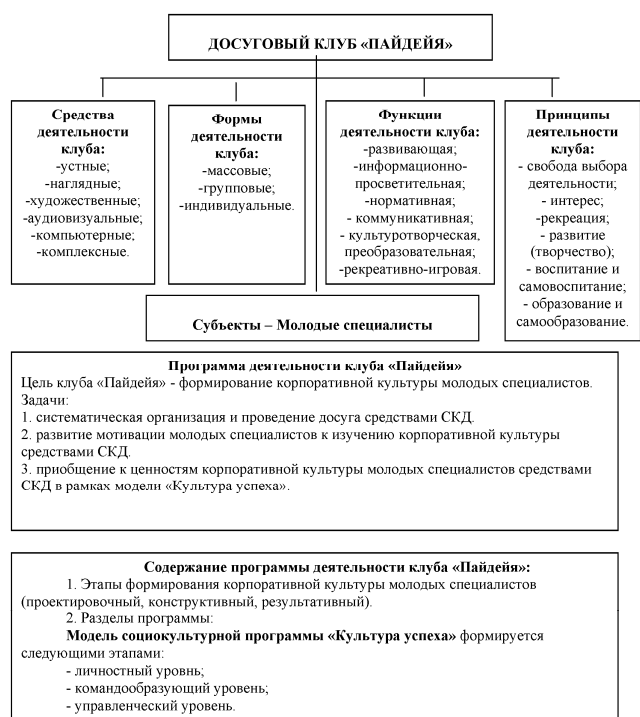 ДОСУГОВЫЙ КЛУБ «ПАЙДЕЙЯ»
Средства
деятельности
клуба:
-устные;
-наглядные;
-художественные;
-аудиовизуальные;
-компьютерные;
-комплексные.
Формы
деятельности
клуба:
-массовые;
-групповые;
-индивидуальные.
Функции
деятельности клуба:
-развивающая;
-информационно-
просветительная;
-нормативная;
- коммуникативная;
- культуротворческая,
преобразовательная;
-рекреативно-игровая.
Принципы
деятельности
клуба:
- свобода выбора
деятельности;
- интерес;
-рекреация;
- развитие
(творчество);
- воспитание и
самовоспитание;
- образование и
самообразование.
Субъекты – Молодые специалисты
Программа деятельности клуба «Пайдейя»
Цель клуба «Пайдейя» - формирование корпоративной культуры молодых специалистов.
Задачи:
1. систематическая организация и проведение досуга средствами СКД.
2. развитие мотивации молодых специалистов к изучению корпоративной культуры
средствами СКД.
3. приобщение к ценностям корпоративной культуры молодых специалистов средствами
СКД в рамках модели «Культура успеха».
Содержание программы деятельности клуба «Пайдейя»:
1. Этапы формирования корпоративной культуры молодых специалистов
(проектировочный, конструктивный, результативный).
2. Разделы программы:
Модель социокультурной программы «Культура успеха» формируется
следующими этапами:
- личностный уровнь;
- командообразующий уровень;
- управленческий уровень.